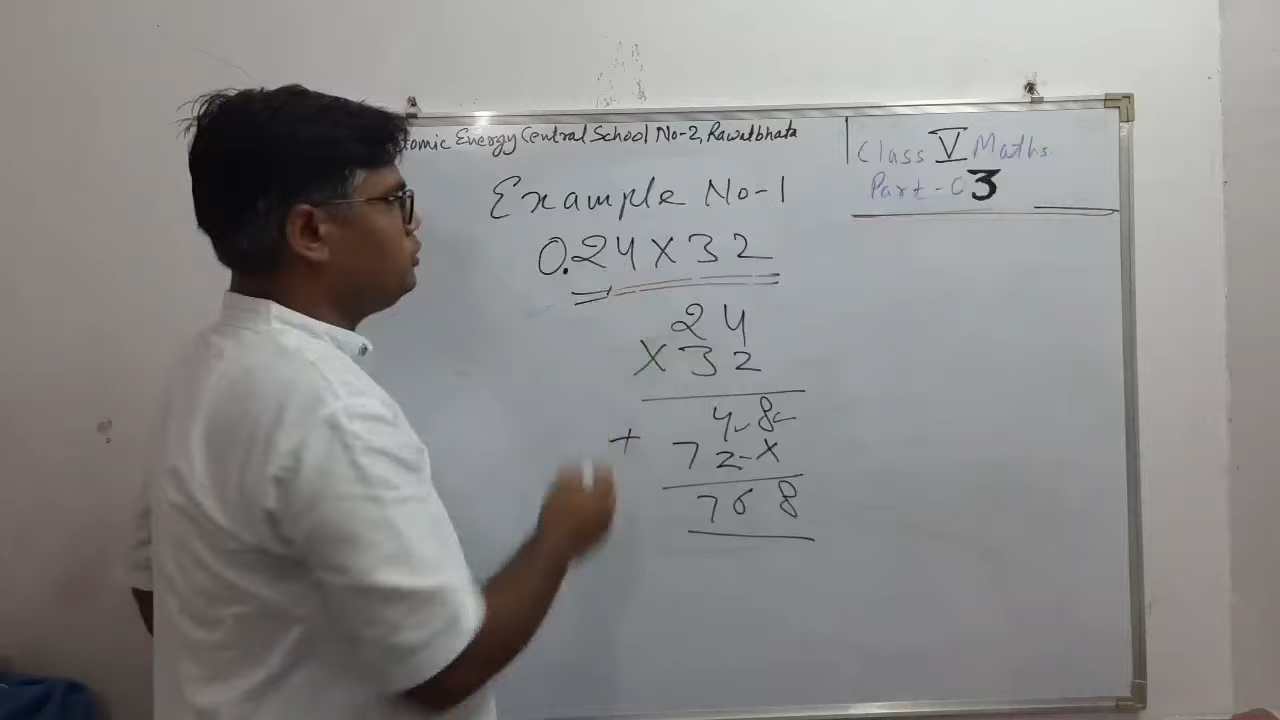 tomic Energy Central School No-2, Rawatbhata
Class V Maths
Part-03
Example No-1
0.24 X 32
24
X 32
48
+ 72 X
768